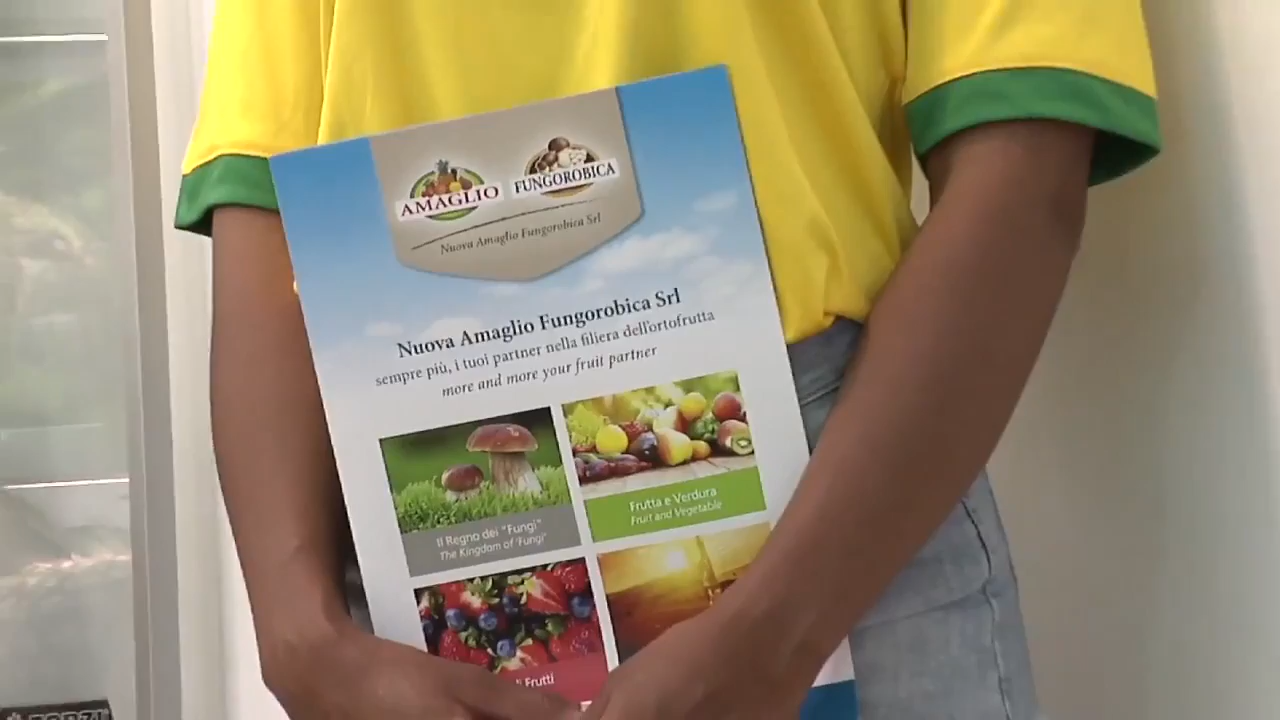 AMAGLIO
FUNGOROBICA
Nuova Amaglio Fungorobica Srl
Nuova Amaglio Fungorobica Srl
sempre più, i tuoi partner nella filiera dell'ortofrutta
more and more your fruit partner
Il Regno dei "Fungi"
The Kingdom of "Fungi"
Frutta e Verdura
Fruit and Vegetable
Frutti